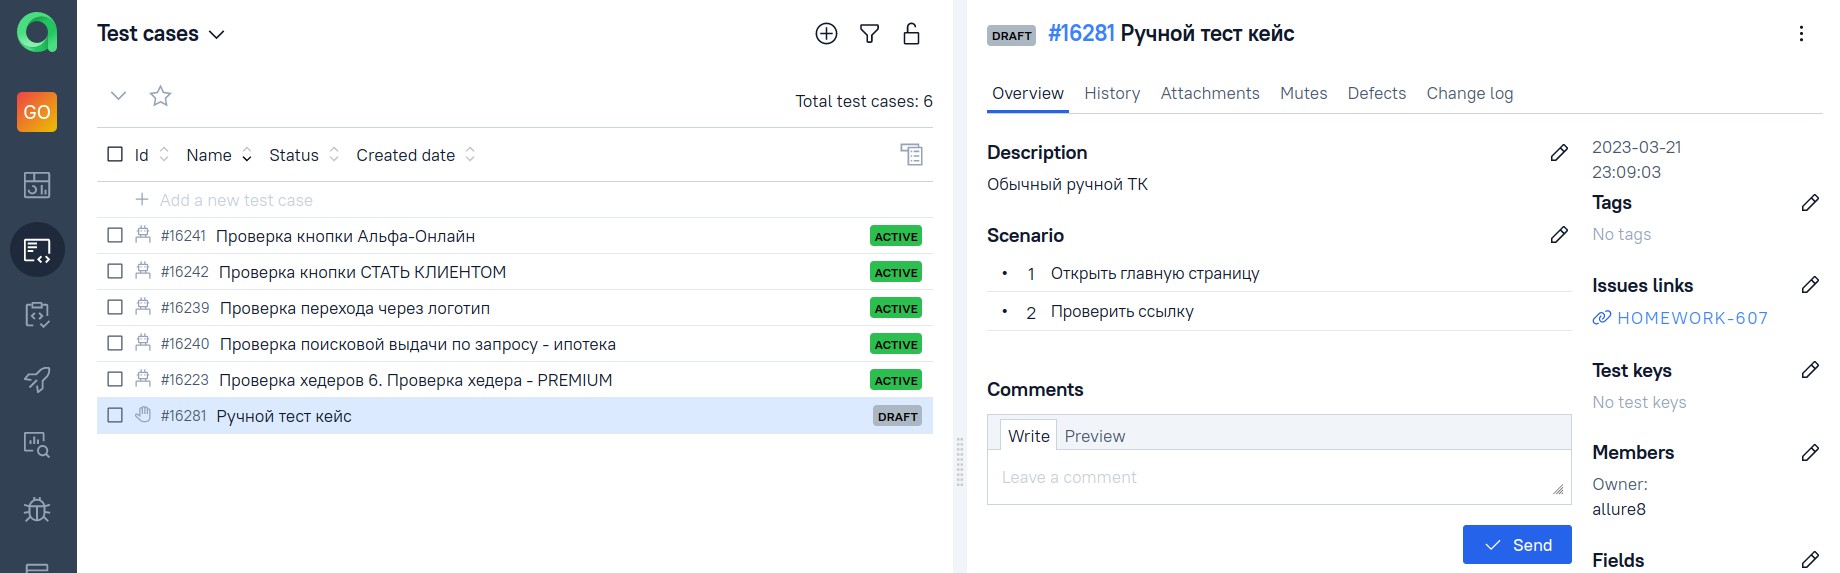 GO
Test cases
Total test cases: 6
Id Name Status Created date
Add a new test case
#16241 Проверка кнопки Альфа-Онлайн ACTIVE
#16242 Проверка кнопки СТАТЬ КЛИЕНТОМ ACTIVE
#16239 Проверка перехода через логотип ACTIVE
#16240 Проверка поисковой выдачи по запросу - ипотека ACTIVE
#16223 Проверка хедеров 6. Проверка хедера - PREMIUM ACTIVE
#16281 Ручной тест кейс DRAFT
DRAFT #16281 Ручной тест кейс
Overview History Attachments Mutes Defects Change log
Description
Обычный ручной ТК
Scenario
1 Открыть главную страницу
2 Проверить ссылку
Comments
Write Preview
Leave a comment
Send
2023-03-21
23:09:03
Tags
No tags
Issues links
HOMEWORK-607
Test keys
No test keys
Members
Owner:
allure8
Fields